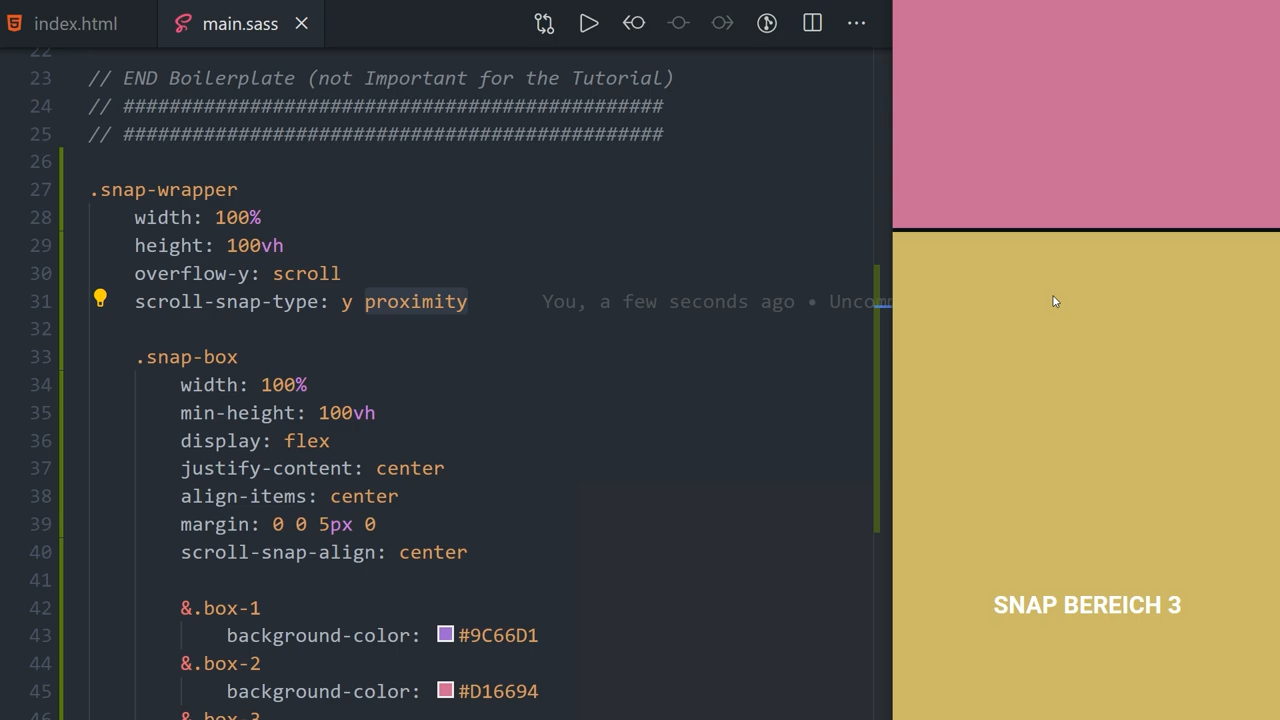 index.html
main.sass
22
23 // END Boilerplate (not Important for the Tutorial)
24 // ###############################################
25 // ###############################################
26
27 .snap-wrapper
28 width: 100%
29 height: 100vh
30 overflow-y: scroll
31 scroll-snap-type: y proximity You, a few seconds ago • Uncom
32
33 .snap-box
34 width: 100%
35 min-height: 100vh
36 display: flex
37 justify-content: center
38 align-items: center
39 margin: 0 0 5px 0
40 scroll-snap-align: center
41
42 &.box-1
43 background-color: #9C66D1
44 &.box-2
45 background-color: #D16694
46 &.box-3
SNAP BEREICH 3